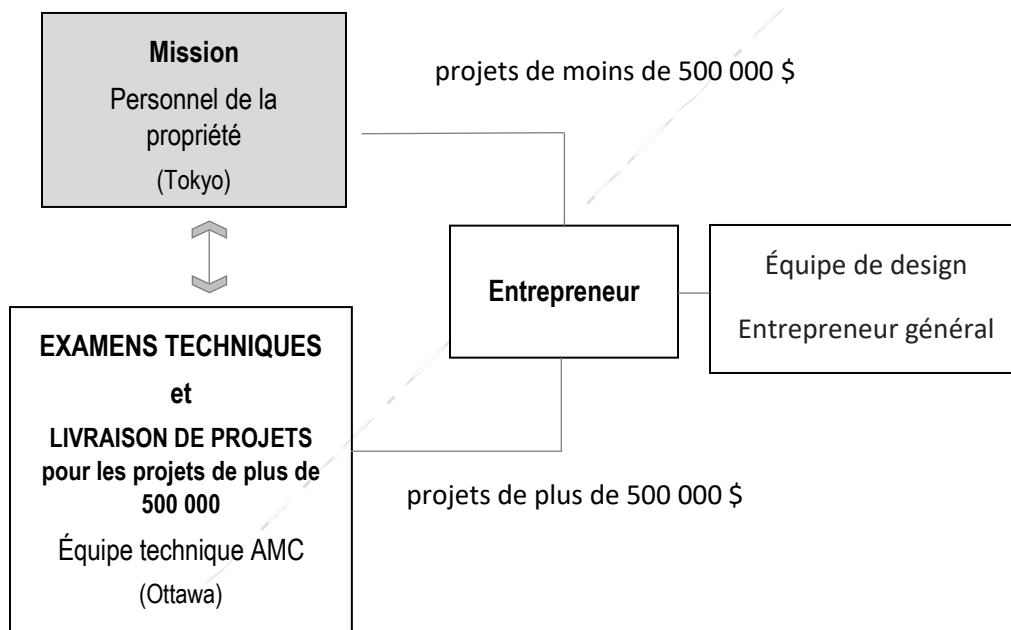 Mission
Personnel de la
propriété
(Tokyo)
projets de moins de 500 000 $
Entrepreneur
Équipe de design
Entrepreneur général
EXAMENS TECHNIQUES
et
LIVRAISON DE PROJETS
pour les projets de plus de
500 000
Équipe technique AMC
(Ottawa)
projets de plus de 500 000 $